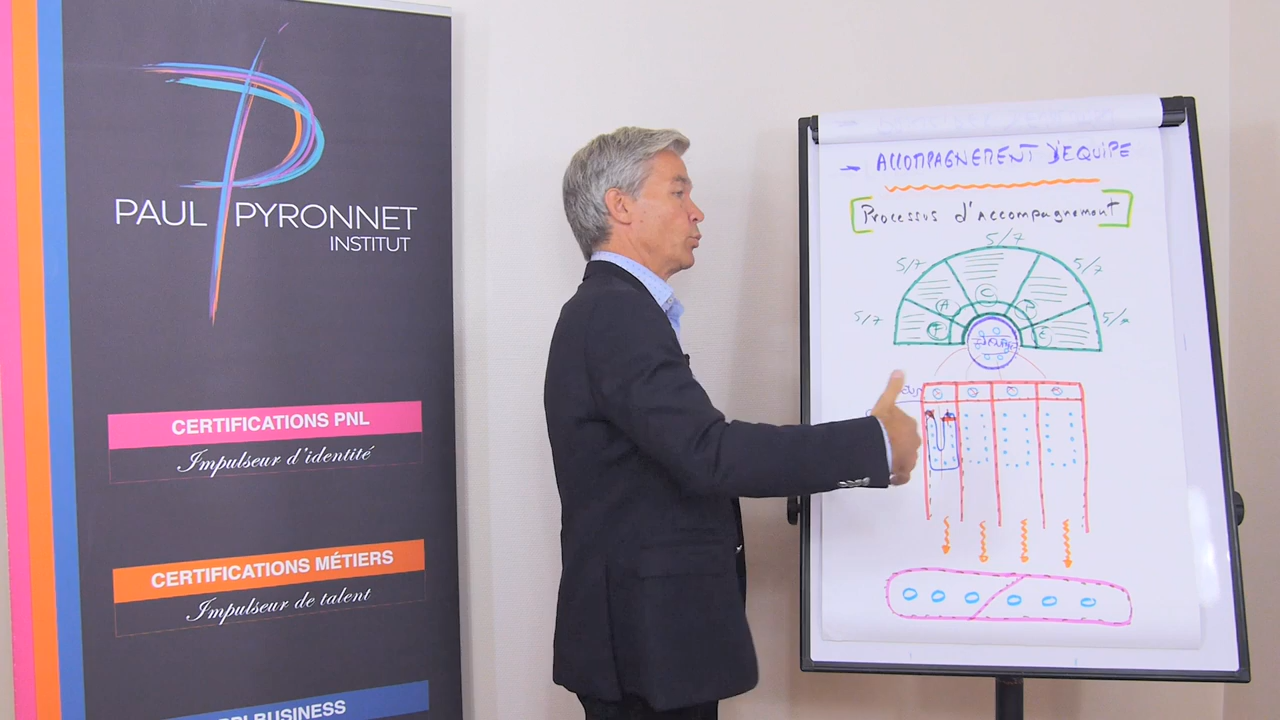 PAUL PYRONNET
INSTITUT
CERTIFICATIONS PNL
Impulseur d'identité
CERTIFICATIONS MÉTIERS
Impulseur de talent
BUSINESS
- ACCOMPAGNEMENT D'EQUIPE
[Processus d'Accompagnement]
5/7
5/7 5/7
5/7
T A C R E